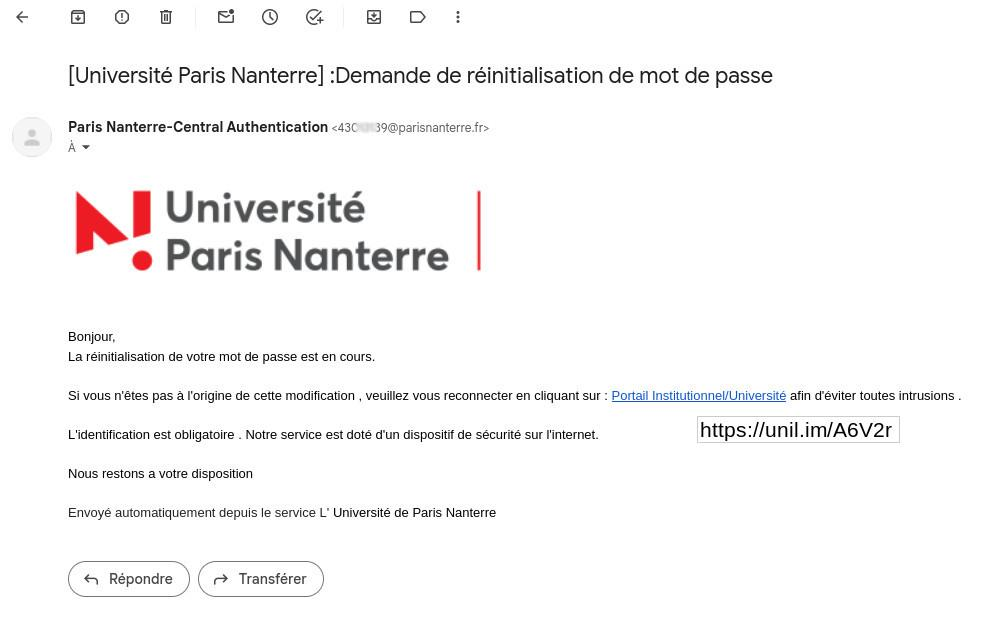 [Université Paris Nanterre] :Demande de réinitialisation de mot de passe
Paris Nanterre-Central Authentication <430 39@parisnanterre.fr>
À
Université
Paris Nanterre
Bonjour,
La réinitialisation de votre mot de passe est en cours.
Si vous n'êtes pas à l'origine de cette modification , veuillez vous reconnecter en cliquant sur : Portail Institutionnel/Université afin d'éviter toutes intrusions .
https://unil.im/A6V2r
L'identification est obligatoire . Notre service est doté d'un dispositif de sécurité sur l'internet.
Nous restons a votre disposition
Envoyé automatiquement depuis le service L' Université de Paris Nanterre
Répondre
Transférer